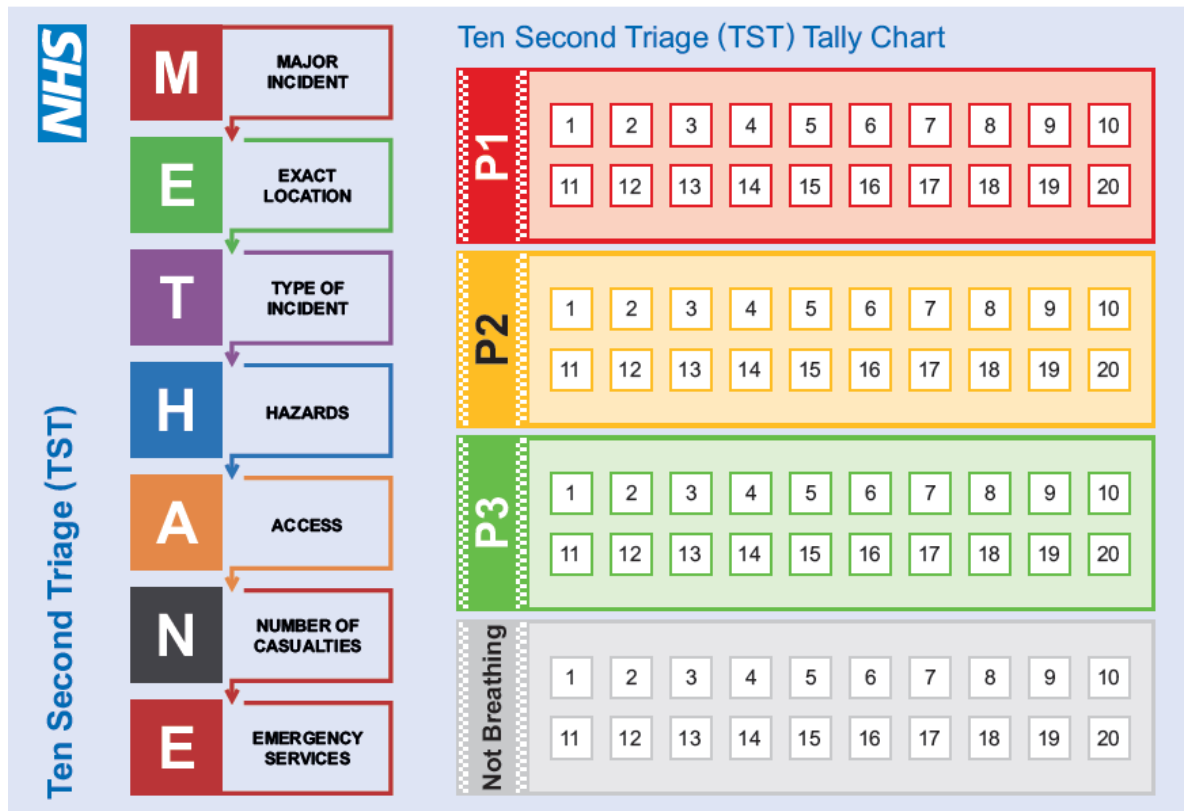 NHS
Ten Second Triage (TST)
M
MAJOR
INCIDENT
E
EXACT
LOCATION
T
TYPE OF
INCIDENT
H
HAZARDS
A
ACCESS
N
NUMBER OF
CASUALTIES
E
EMERGENCY
SERVICES
Ten Second Triage (TST) Tally Chart
P1
1 2 3 4 5 6 7 8 9 10
11 12 13 14 15 16 17 18 19 20
P2
1 2 3 4 5 6 7 8 9 10
11 12 13 14 15 16 17 18 19 20
P3
1 2 3 4 5 6 7 8 9 10
11 12 13 14 15 16 17 18 19 20
Not Breathing
1 2 3 4 5 6 7 8 9 10
11 12 13 14 15 16 17 18 19 20